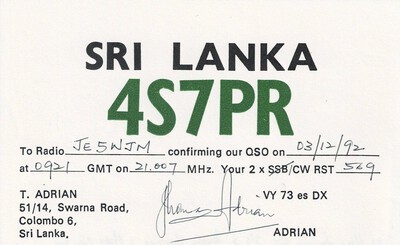 SRI LANKA
4S7PR
To Radio JE5WJM confirming our QSO on 03/12/92
at 0921 GMT on 21.007 MHz. Your 2 x SSB/CW RST 569
T. ADRIAN VY 73 es DX
51/14, Swarna Road,
Colombo 6, Thomas Adrian
Sri Lanka. ADRIAN